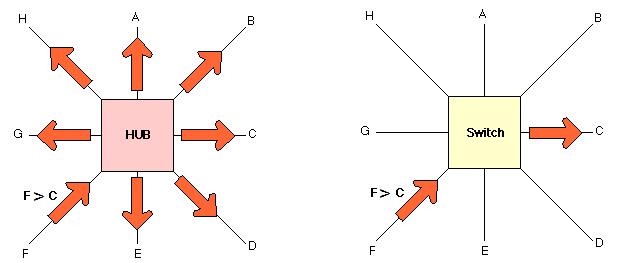 H A B
G HUB C
F > C
F E D
H A B
G Switch C
F > C
F E D